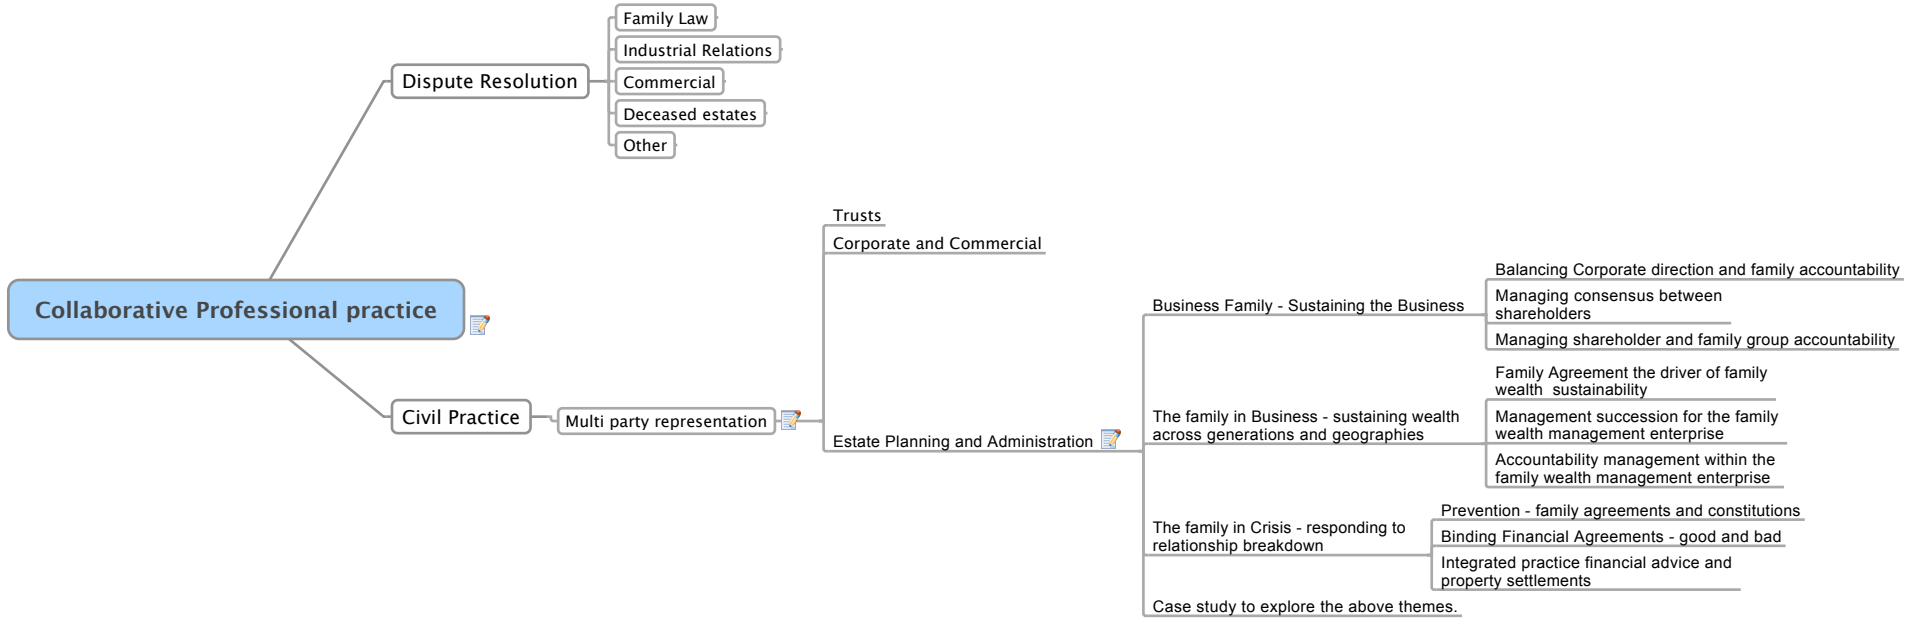 Family Law
Industrial Relations
Dispute Resolution
Commercial
Deceased estates
Other
Collaborative Professional practice
Civil Practice
Multi party representation
Trusts
Corporate and Commercial
Estate Planning and Administration
Business Family - Sustaining the Business
Balancing Corporate direction and family accountability
Managing consensus between
shareholders
Managing shareholder and family group accountability
The family in Business - sustaining wealth
across generations and geographies
Family Agreement the driver of family
wealth  sustainability
Management succession for the family
wealth management enterprise
Accountability management within the
family wealth management enterprise
The family in Crisis - responding to
relationship breakdown
Prevention - family agreements and constitutions
Binding Financial Agreements - good and bad
Integrated practice financial advice and
property settlements
Case study to explore the above themes.